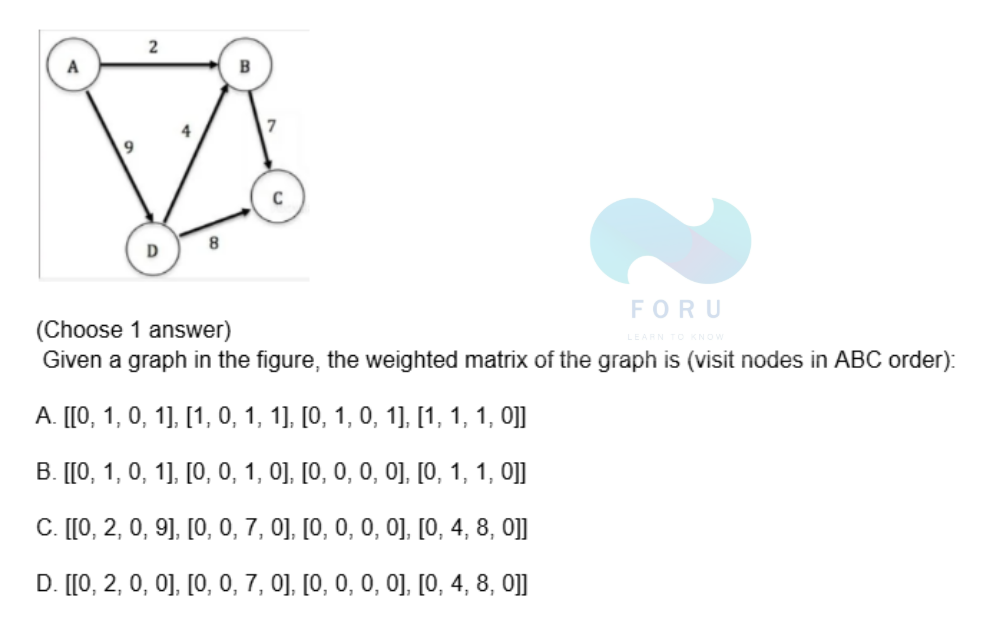 2
A
B
4
7
9
C
D
8
FORU
LEARN TO KNOW
(Choose 1 answer)
Given a graph in the figure, the weighted matrix of the graph is (visit nodes in ABC order):
A. [[0, 1, 0, 1], [1, 0, 1, 1], [0, 1, 0, 1], [1, 1, 1, 0]]
B. [[0, 1, 0, 1], [0, 0, 1, 0], [0, 0, 0, 0], [0, 1, 1, 0]]
C. [[0, 2, 0, 9], [0, 0, 7, 0], [0, 0, 0, 0], [0, 4, 8, 0]]
D. [[0, 2, 0, 0], [0, 0, 7, 0], [0, 0, 0, 0], [0, 4, 8, 0]]